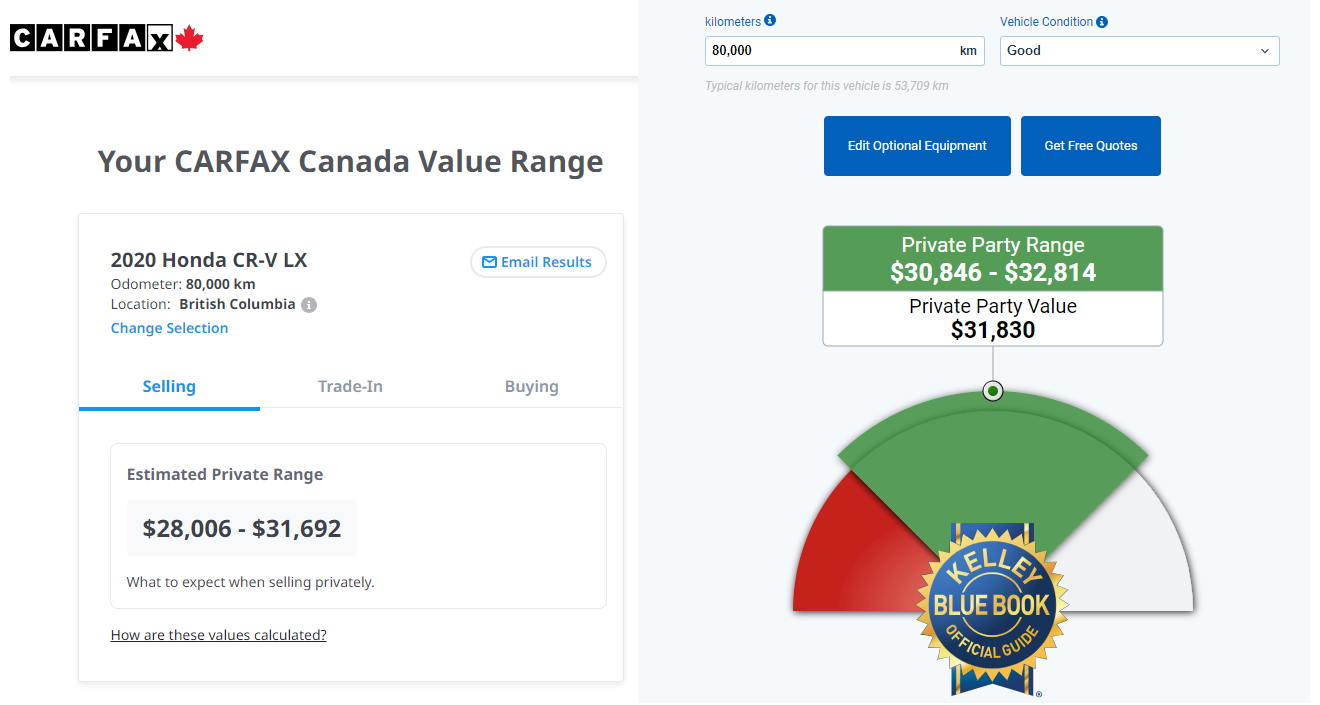 CARFAX
Your CARFAX Canada Value Range
2020 Honda CR-V LX
Email Results
Odometer: 80,000 km
Location: British Columbia i
Change Selection
Selling Trade-In Buying
Estimated Private Range
$28,006 - $31,692
What to expect when selling privately.
How are these values calculated?
kilometers i
80,000 km
Typical kilometers for this vehicle is 53,709 km
Vehicle Condition i
Good
Edit Optional Equipment
Get Free Quotes
Private Party Range
$30,846 - $32,814
Private Party Value
$31,830
KELLEY
BLUE BOOK
OFFICIAL GUIDE
®